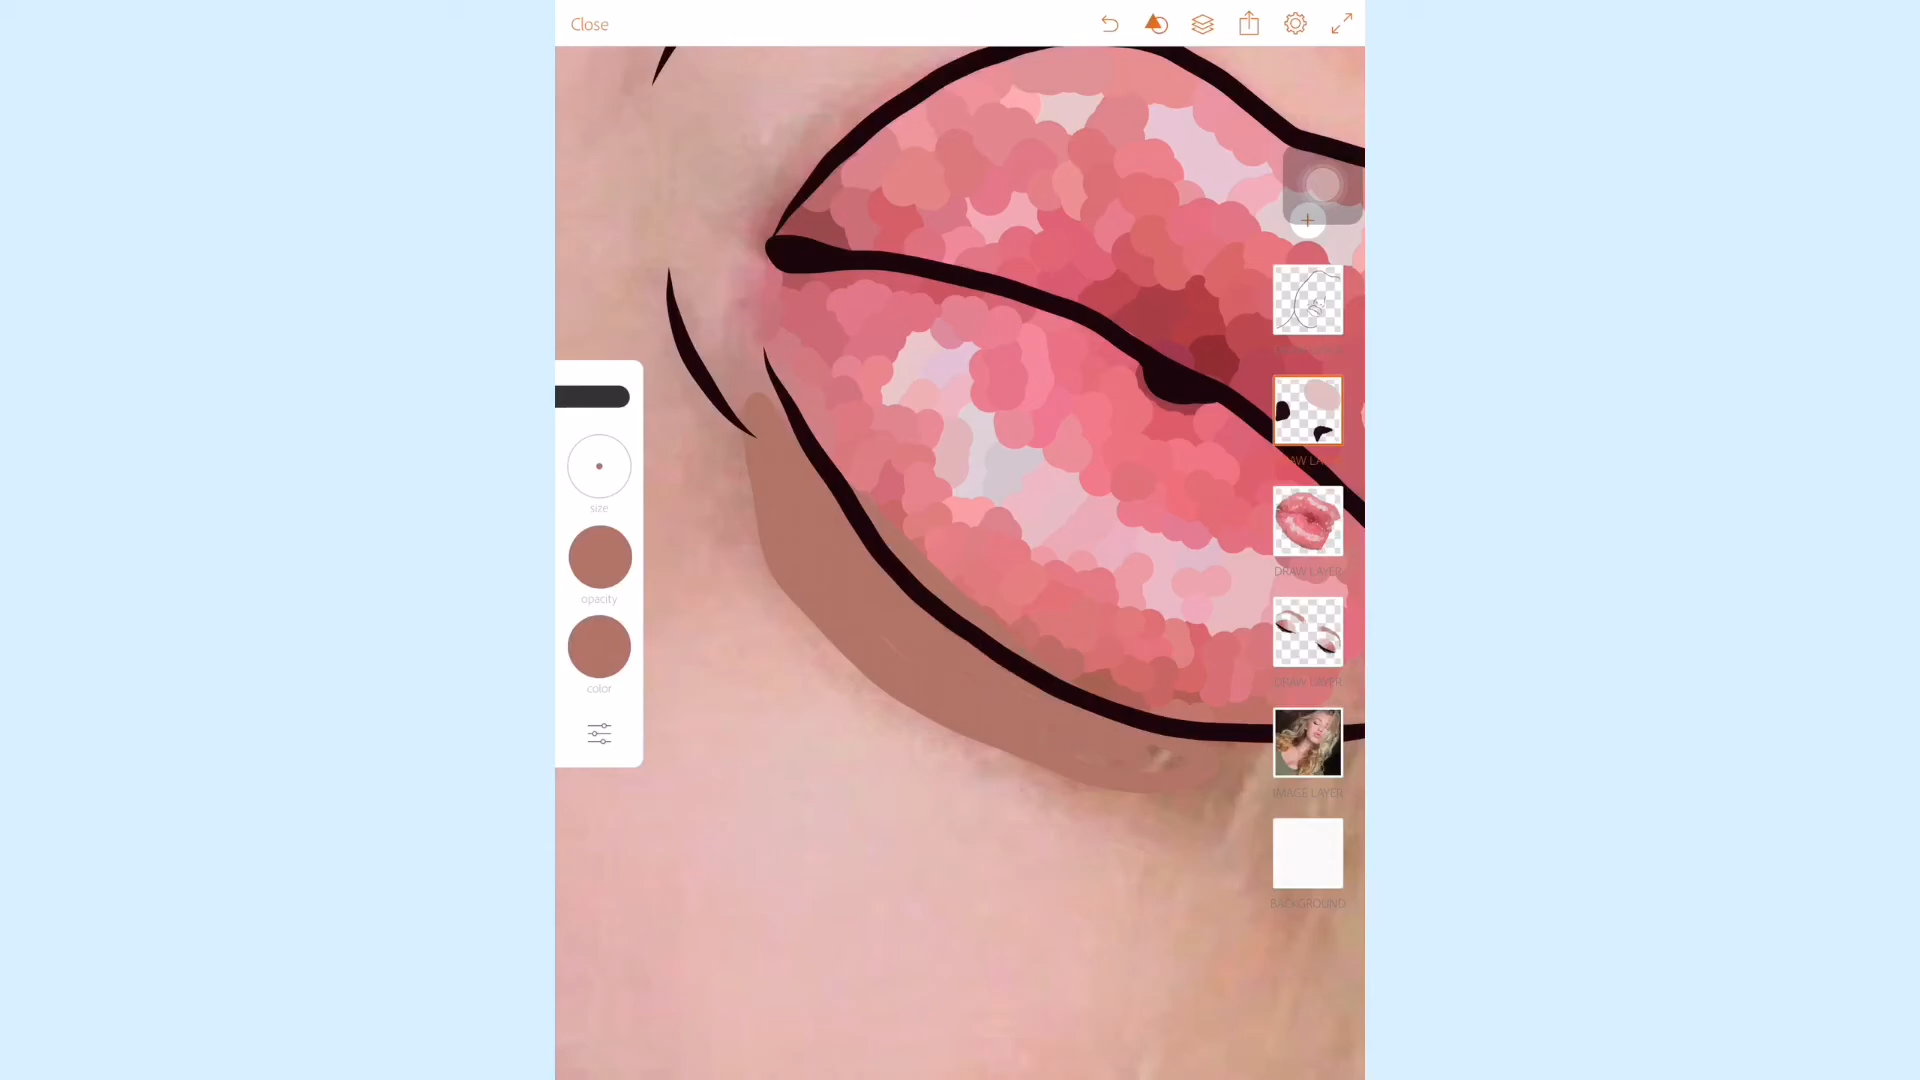 Close
size
opacity
color
DRAW LAYER
DRAW LAYER
IMAGE LAYER
BACKGROUND